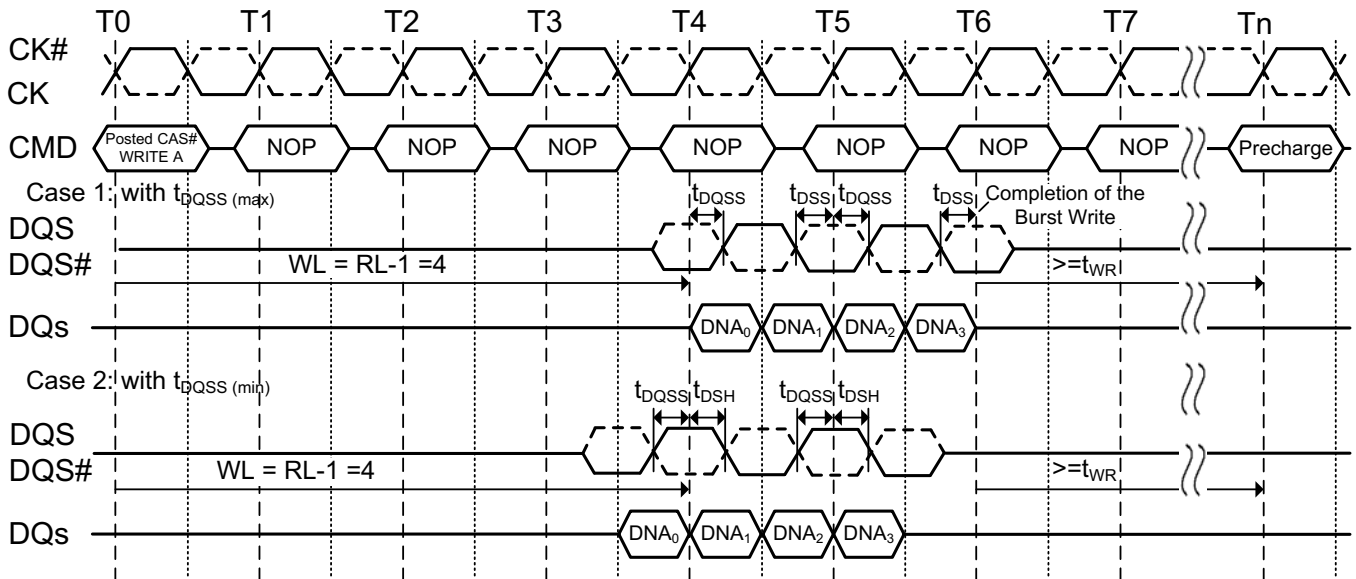 T0 T1 T2 T3 T4 T5 T6 T7 Tn
CK#
CK
CMD Posted CAS# WRITE A NOP NOP NOP NOP NOP NOP NOP Precharge
Case 1: with tDQSS (max)
tDQSS tDSS tDQSS tDSS Completion of the Burst Write
DQS
DQS#
WL = RL-1 =4 >=tWR
DQs DNA0 DNA1 DNA2 DNA3
Case 2: with tDQSS (min)
tDQSS tDSH tDQSS tDSH
DQS
DQS#
WL = RL-1 =4 >=tWR
DQs DNA0 DNA1 DNA2 DNA3